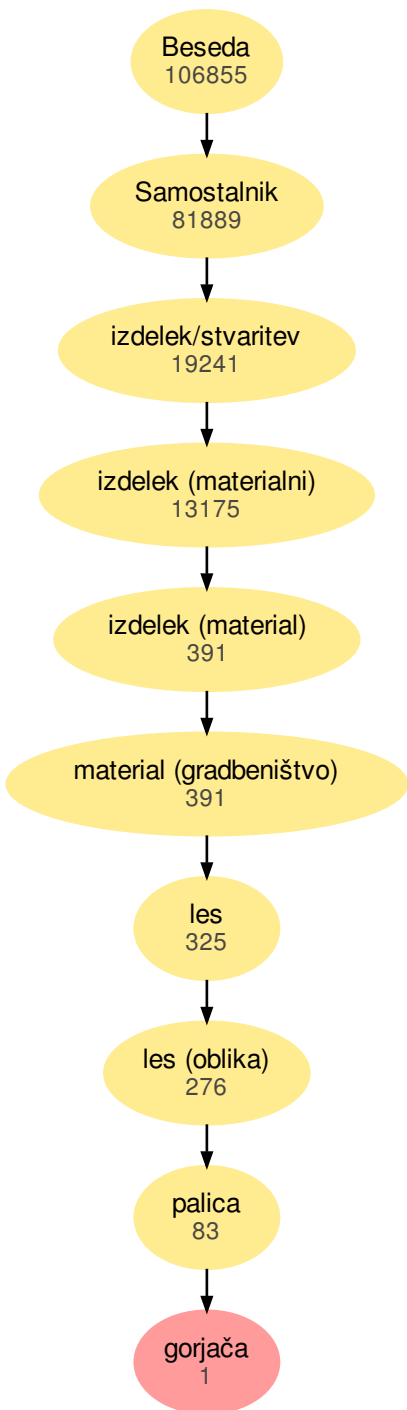 Beseda
106855
Samostalnik
81889
izdelek/stvaritev
19241
izdelek (materialni)
13175
izdelek (material)
391
material (gradbeništvo)
391
les
325
les (oblika)
276
palica
83
gorjača
1